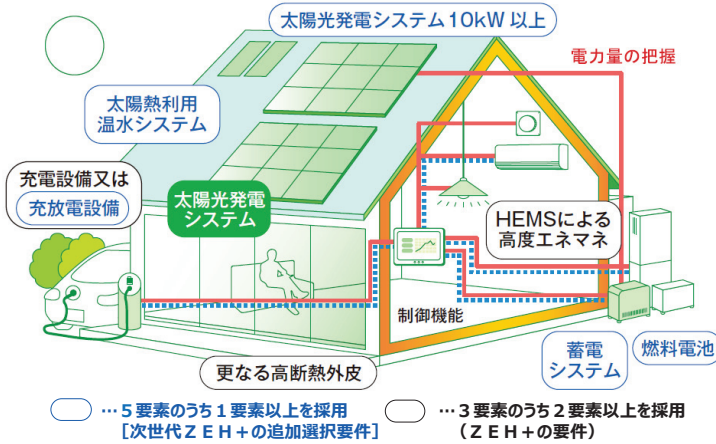 太陽光発電システム10kW以上
電力量の把握
太陽熱利用
温水システム
充電設備又は
充放電設備
太陽光発電
システム
HEMSによる
高度エネマネ
制御機能
更なる高断熱外皮
蓄電
システム
燃料電池
…5要素のうち1要素以上を採用
[次世代ZEH+の追加選択要件]
…3要素のうち2要素以上を採用
(ZEH+の要件)